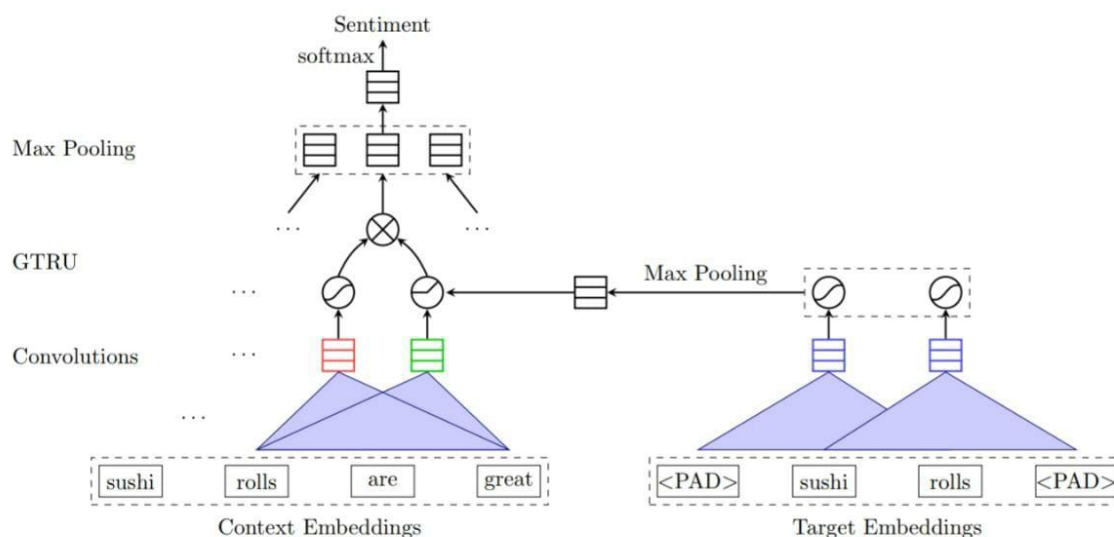 Sentiment
softmax
Max Pooling
. . .
. . .
GTRU
Max Pooling
. . .
Convolutions
. . .
. . .
sushi rolls are great <PAD> sushi rolls <PAD>
Context Embeddings Target Embeddings